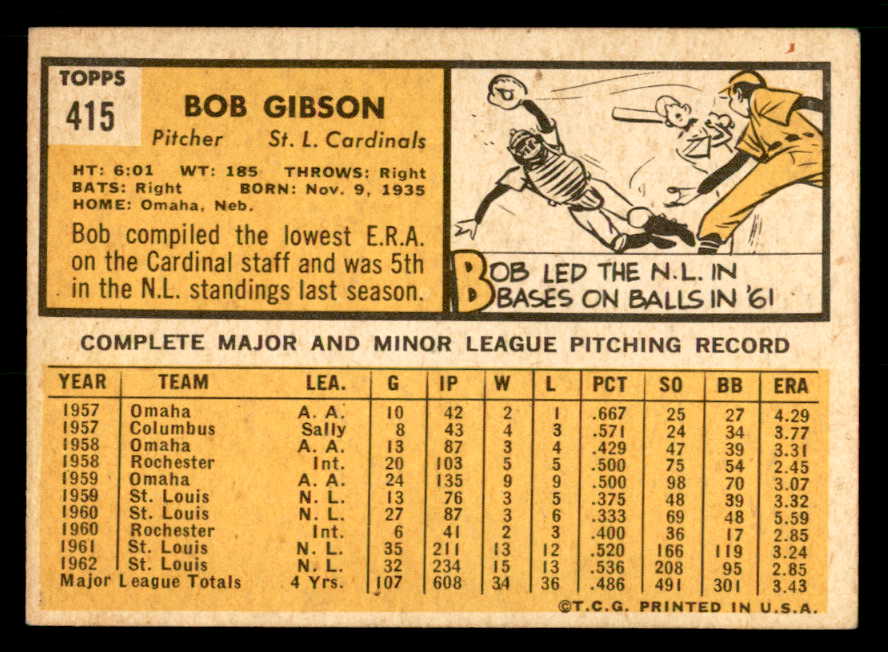 TOPPS
415
BOB GIBSON
Pitcher St. L. Cardinals
HT: 6:01 WT: 185 THROWS: Right
BATS: Right BORN: Nov. 9, 1935
HOME: Omaha, Neb.
Bob compiled the lowest E.R.A.
on the Cardinal staff and was 5th
in the N.L. standings last season.
BOB LED THE N.L. IN
BASES ON BALLS IN '61
COMPLETE MAJOR AND MINOR LEAGUE PITCHING RECORD
YEAR TEAM LEA. G IP W L PCT SO BB ERA
1957 Omaha A. A. 10 42 2 1 .667 25 27 4.29
1957 Columbus Sally 8 43 4 3 .571 24 34 3.77
1958 Omaha A. A. 13 87 3 4 .429 47 39 3.31
1958 Rochester Int. 20 103 5 5 .500 75 54 2.45
1959 Omaha A. A. 24 135 9 9 .500 98 70 3.07
1959 St. Louis N. L. 13 76 3 5 .375 48 39 3.32
1960 St. Louis N. L. 27 87 3 6 .333 69 48 5.59
1960 Rochester Int. 6 41 2 3 .400 36 17 2.85
1961 St. Louis N. L. 35 211 13 12 .520 166 119 3.24
1962 St. Louis N. L. 32 234 15 13 .536 208 95 2.85
Major League Totals 4 Yrs. 107 608 34 36 .486 491 301 3.43
©T.C.G. PRINTED IN U.S.A.